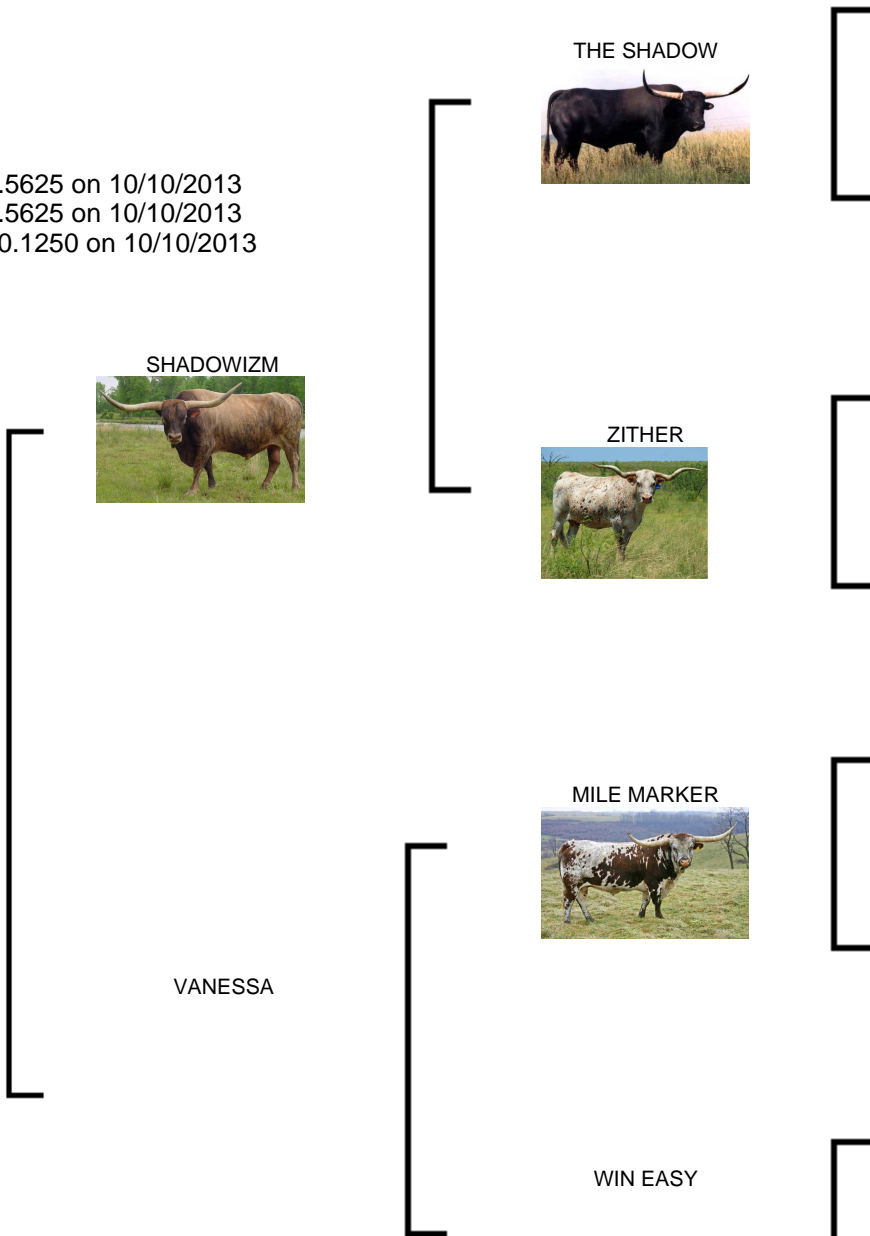 THE SHADOW
.5625 on 10/10/2013
.5625 on 10/10/2013
0.1250 on 10/10/2013
SHADOWIZM
ZITHER
MILE MARKER
VANESSA
WIN EASY